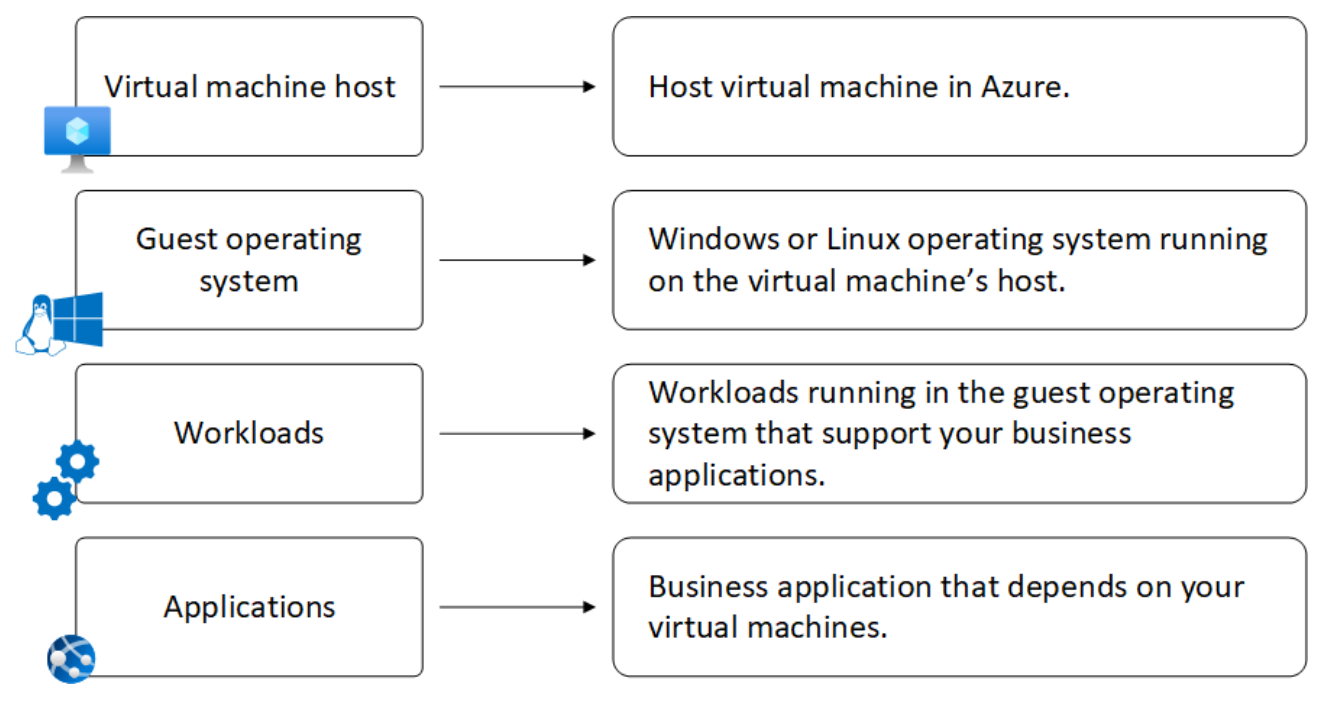 Virtual machine host
Host virtual machine in Azure.
Guest operating
system
Windows or Linux operating system running
on the virtual machine’s host.
Workloads
Workloads running in the guest operating
system that support your business
applications.
Applications
Business application that depends on your
virtual machines.